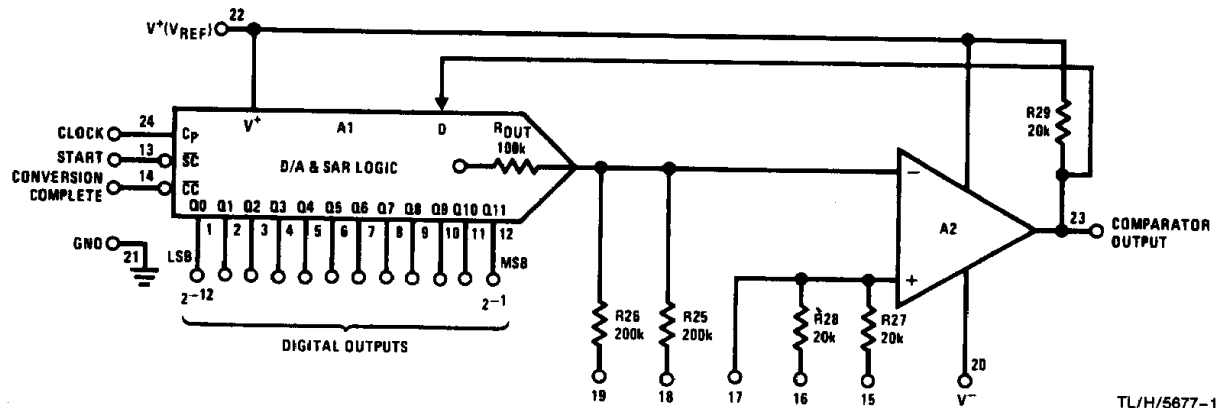 V+(VREF) 22
CLOCK 24 CP V+ A1 D ROUT 100k
START 13 SC
CONVERSION COMPLETE 14 CC
D/A & SAR LOGIC
Q0 Q1 Q2 Q3 Q4 Q5 Q6 Q7 Q8 Q9 Q10 Q11
1 2 3 4 5 6 7 8 9 10 11 12
GND 21
LSB MSB
2-12 2-1
DIGITAL OUTPUTS
R29 20k
− A2 +
23 COMPARATOR OUTPUT
R26 200k
R25 200k
R28 20k
R27 20k
19 18 17 16 15 20 V−
TL/H/5677-1